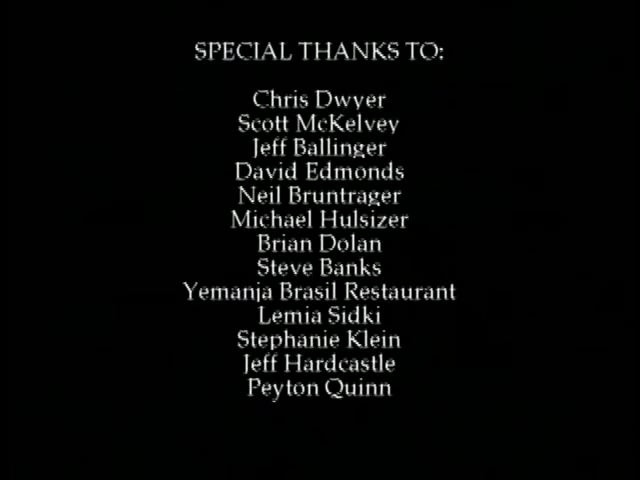 SPECIAL THANKS TO:
Chris Dwyer
Scott McKelvey
Jeff Ballinger
David Edmonds
Neil Bruntrager
Michael Hulsizer
Brian Dolan
Steve Banks
Yemanja Brasil Restaurant
Lemia Sidki
Stephanie Klein
Jeff Hardcastle
Peyton Quinn